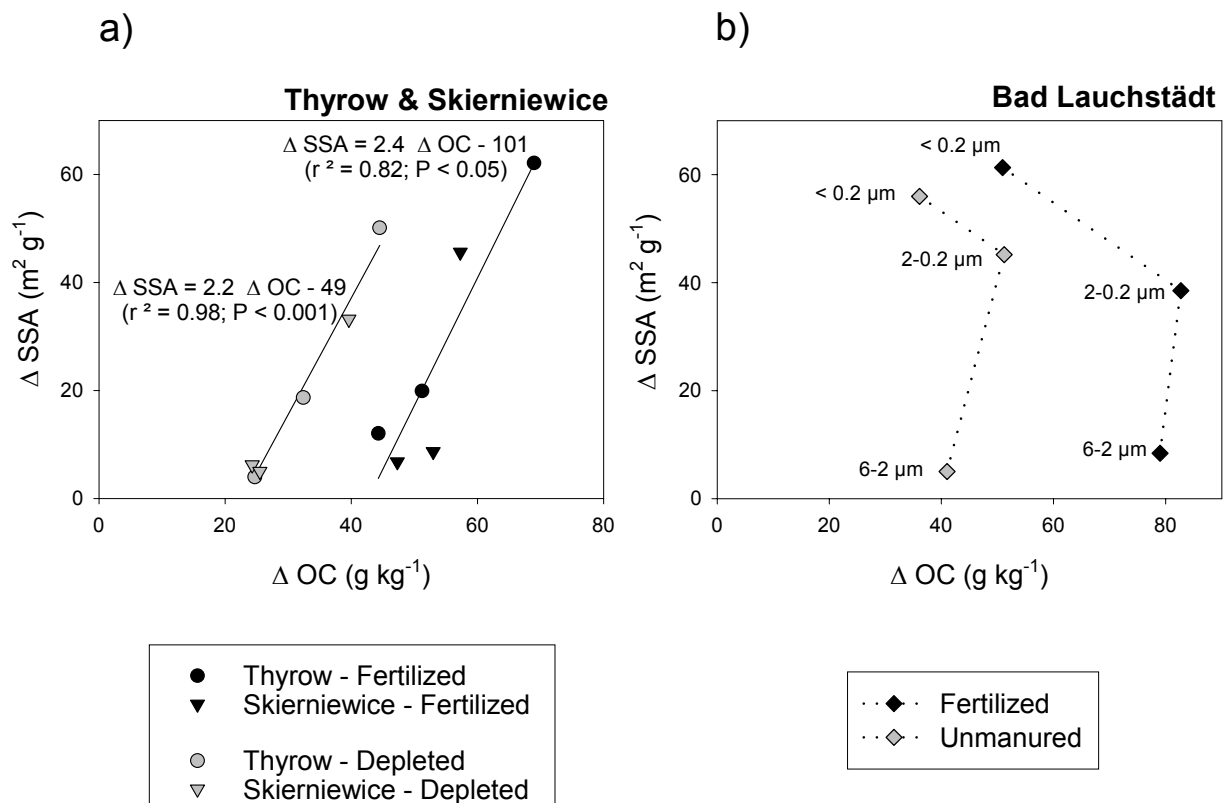 a)
Thyrow & Skierniewice
Δ SSA = 2.4 Δ OC - 101
(r ² = 0.82; P < 0.05)
Δ SSA = 2.2 Δ OC - 49
(r ² = 0.98; P < 0.001)
60
40
20
0
Δ SSA (m² g⁻¹)
0 20 40 60 80
Δ OC (g kg⁻¹)
Thyrow - Fertilized
Skierniewice - Fertilized
Thyrow - Depleted
Skierniewice - Depleted
b)
Bad Lauchstädt
< 0.2 µm
< 0.2 µm
2-0.2 µm
2-0.2 µm
6-2 µm
6-2 µm
60
40
20
0
Δ SSA (m² g⁻¹)
0 20 40 60 80
Δ OC (g kg⁻¹)
Fertilized
Unmanured